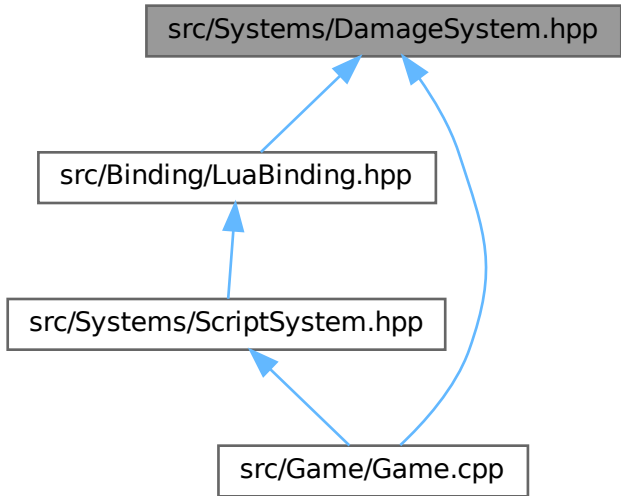 src/Systems/DamageSystem.hpp
src/Binding/LuaBinding.hpp
src/Systems/ScriptSystem.hpp
src/Game/Game.cpp